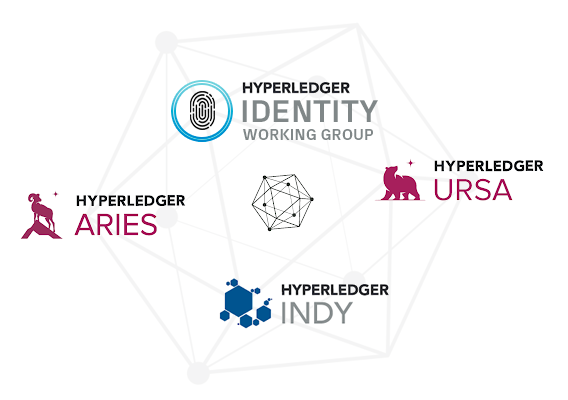 HYPERLEDGER
IDENTITY
WORKING GROUP
HYPERLEDGER
URSA
HYPERLEDGER
ARIES
HYPERLEDGER
INDY